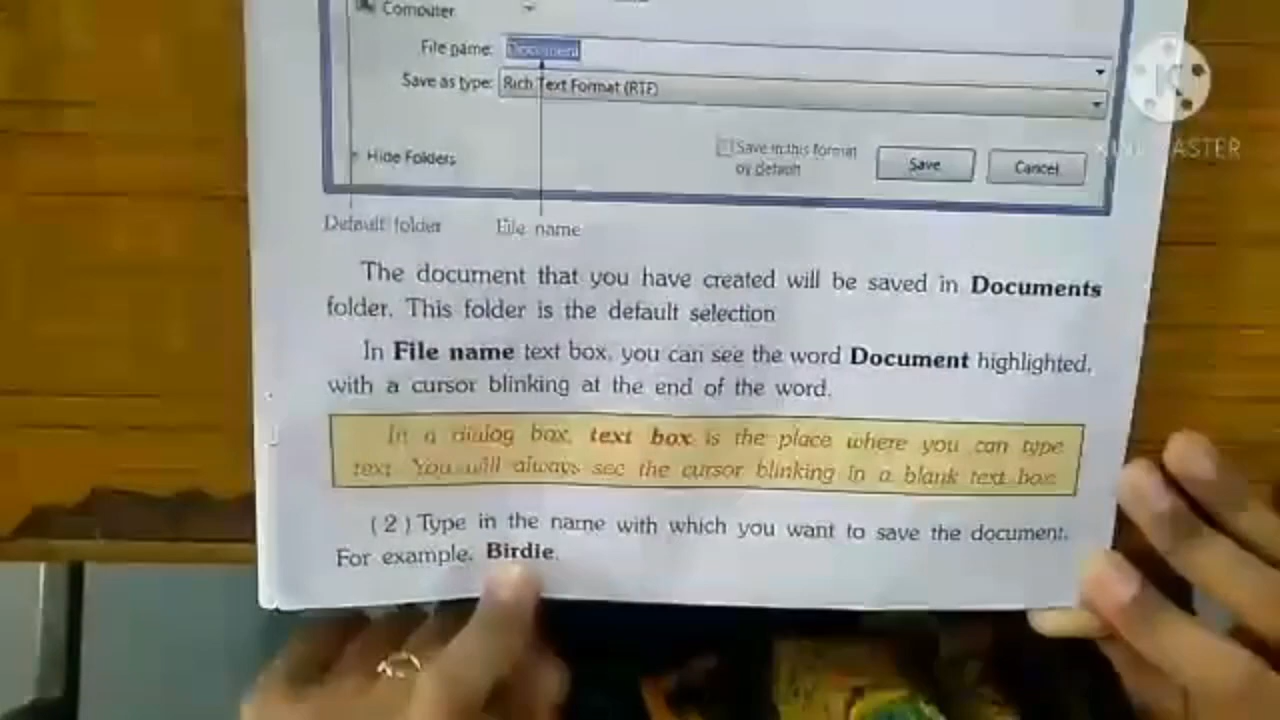 Computer
File name: Document
Save as type: Rich Text Format (RTF)
Hide Folders
Save in this format
by default
Save
Cancel
Default folder
File name
The document that you have created will be saved in Documents
folder. This folder is the default selection
In File name text box, you can see the word Document highlighted,
with a cursor blinking at the end of the word.
In a dialog box, text box is the place where you can type
text. You will always see the cursor blinking in a blank text box.
( 2 ) Type in the name with which you want to save the document.
For example. Birdie.
K
KINEMASTER